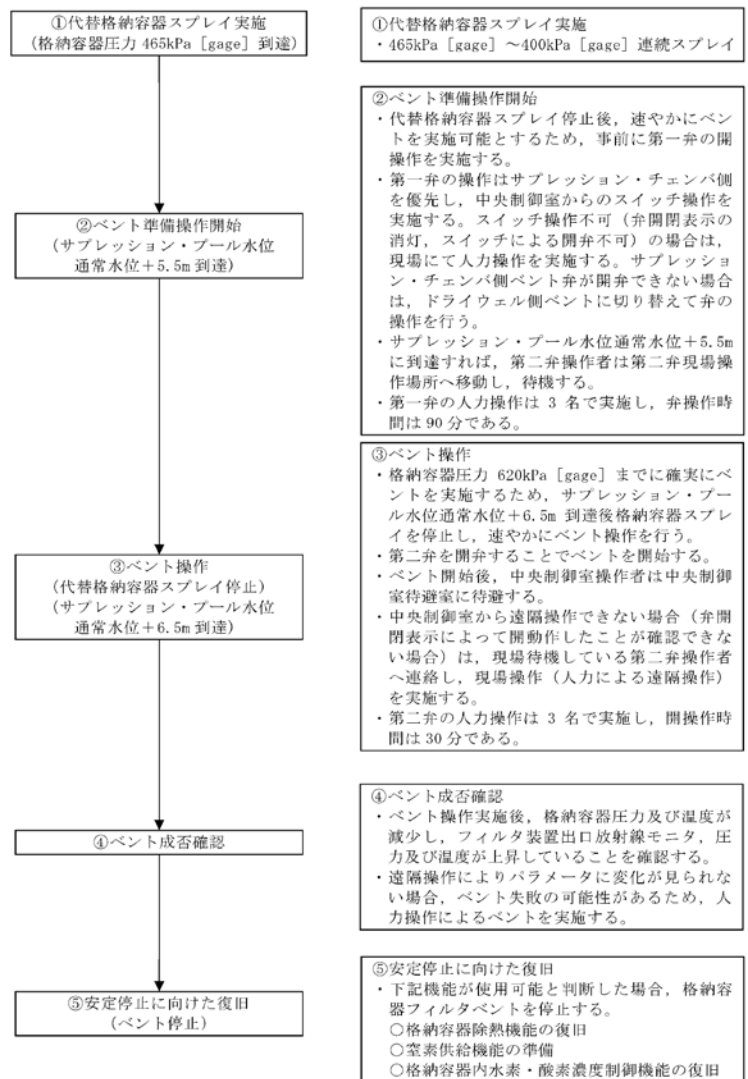 ①代替格納容器スプレイ実施
(格納容器圧力 465kPa［gage］到達)
②ベント準備操作開始
(サプレッション・プール水位
通常水位＋5.5m 到達)
③ベント操作
(代替格納容器スプレイ停止)
(サプレッション・プール水位
通常水位＋6.5m 到達)
④ベント成否確認
⑤安定停止に向けた復旧
(ベント停止)
①代替格納容器スプレイ実施
・465kPa［gage］～400kPa［gage］連続スプレイ
②ベント準備操作開始
・代替格納容器スプレイ停止後，速やかにベン
トを実施可能とするため，事前に第一弁の開
操作を実施する。
・第一弁の操作はサプレッション・チェンバ側
を優先し，中央制御室からのスイッチ操作を
実施する。スイッチ操作不可（弁開閉表示の
消灯，スイッチによる開弁不可）の場合は，
現場にて人力操作を実施する。サプレッショ
ン・チェンバ側ベント弁が開弁できない場合
は，ドライウェル側ベントに切り替えて弁の
操作を行う。
・サプレッション・プール水位通常水位＋5.5m
に到達すれば，第二弁操作者は第二弁現場操
作場所へ移動し，待機する。
・第一弁の人力操作は 3 名で実施し，弁操作時
間は 90 分である。
③ベント操作
・格納容器圧力 620kPa［gage］までに確実にベ
ントを実施するため，サプレッション・プー
ル水位通常水位＋6.5m 到達後格納容器スプレ
イを停止し，速やかにベント操作を行う。
・第二弁を開弁することでベントを開始する。
・ベント開始後，中央制御室操作者は中央制御
室待避室に待避する。
・中央制御室から遠隔操作できない場合（弁開
閉表示によって開動作したことが確認できな
い場合）は，現場待機している第二弁操作者
へ連絡し，現場操作（人力による遠隔操作）
を実施する。
・第二弁の人力操作は 3 名で実施し，開操作時
間は 30 分である。
④ベント成否確認
・ベント操作実施後，格納容器圧力及び温度が
減少し，フィルタ装置出口放射線モニタ，圧
力及び温度が上昇していることを確認する。
・遠隔操作によりパラメータに変化が見られな
い場合，ベント失敗の可能性があるため，人
力操作によるベントを実施する。
⑤安定停止に向けた復旧
・下記機能が使用可能と判断した場合，格納容
器フィルタベントを停止する。
○格納容器除熱機能の復旧
○窒素供給機能の準備
○格納容器内水素・酸素濃度制御機能の復旧